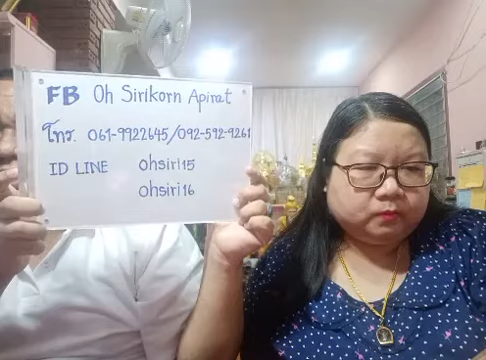 FB Oh Sirikorn Apirat
โทร. 061-9922645/092-592-9261
ID LINE ohsiri15
ohsiri16